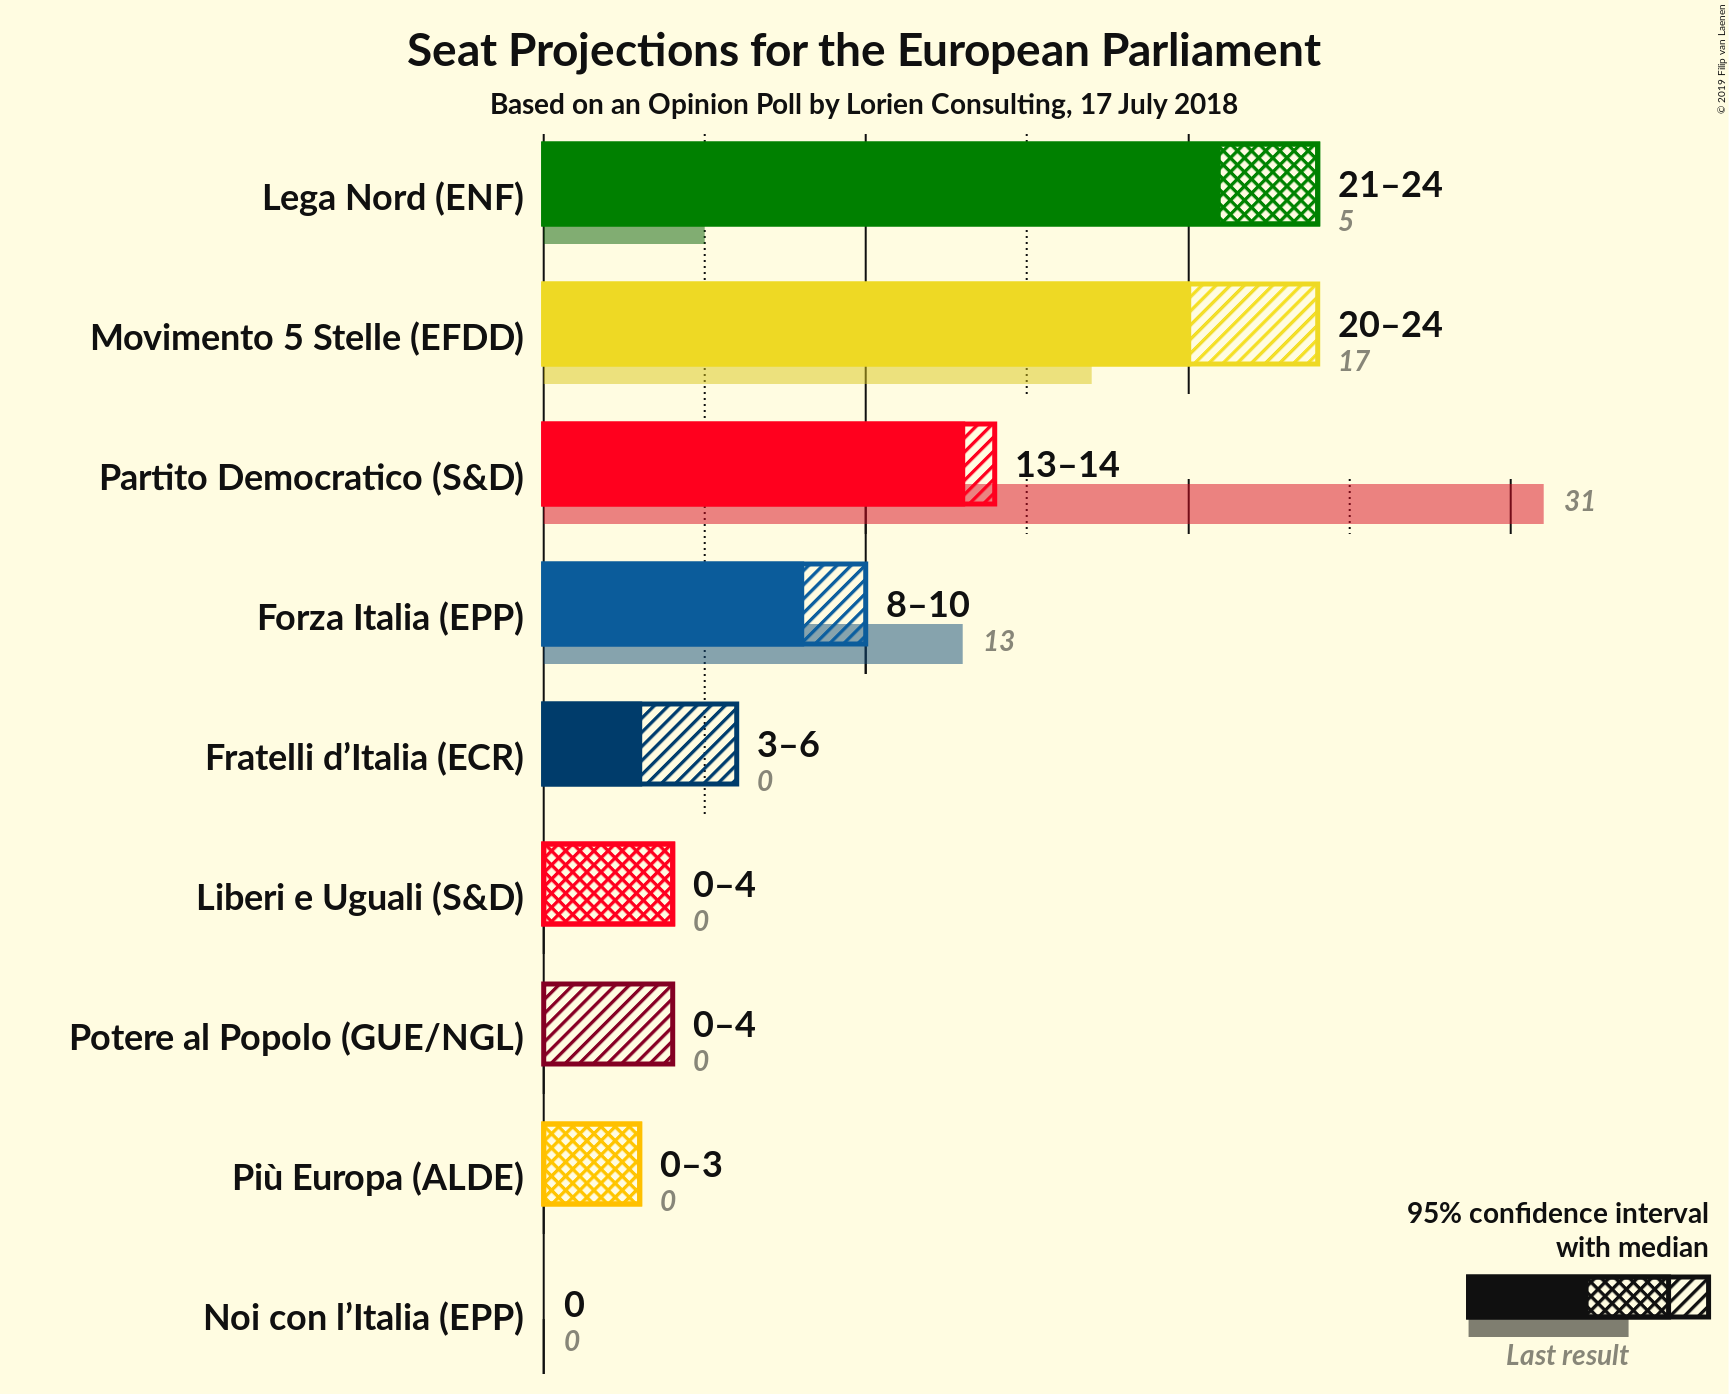 Seat Projections for the European Parliament
Based on an Opinion Poll by Lorien Consulting, 17 July 2018
© 2019 Filip van Laenen
Lega Nord (ENF)
21–24
5
Movimento 5 Stelle (EFDD)
20–24
17
Partito Democratico (S&D)
13–14
31
Forza Italia (EPP)
8–10
13
Fratelli d’Italia (ECR)
3–6
0
Liberi e Uguali (S&D)
0–4
0
Potere al Popolo (GUE/NGL)
0–4
0
Più Europa (ALDE)
0–3
0
Noi con l’Italia (EPP)
0
0
95% confidence interval
with median
Last result